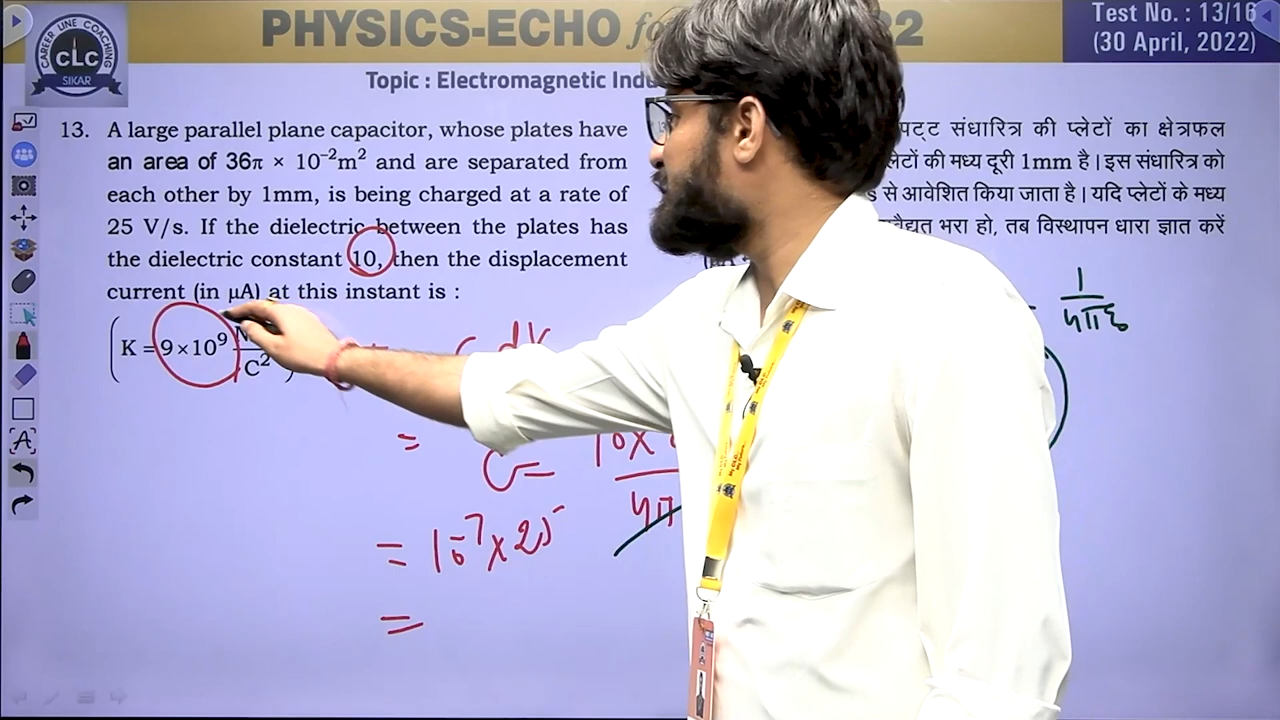 PHYSICS-ECHO
Test No. : 13/16
(30 April, 2022)
CAREER LINE COACHING
CLC
SIKAR
Topic : Electromagnetic
13. A large parallel plane capacitor, whose plates have
an area of 36π × 10⁻²m² and are separated from
each other by 1mm, is being charged at a rate of
25 V/s. If the dielectric between the plates has
the dielectric constant 10, then the displacement
current (in µA) at this instant is :
K = 9×10⁹
C²
संधारित्र की प्लेटों का क्षेत्रफल
की मध्य दूरी 1mm है। इस संधारित्र को
से आवेशित किया जाता है। यदि प्लेटों के मध्य
भरा हो, तब विस्थापन धारा ज्ञात करें
1
4πε₀
=
C =
4π
= 10⁻⁷×25
=